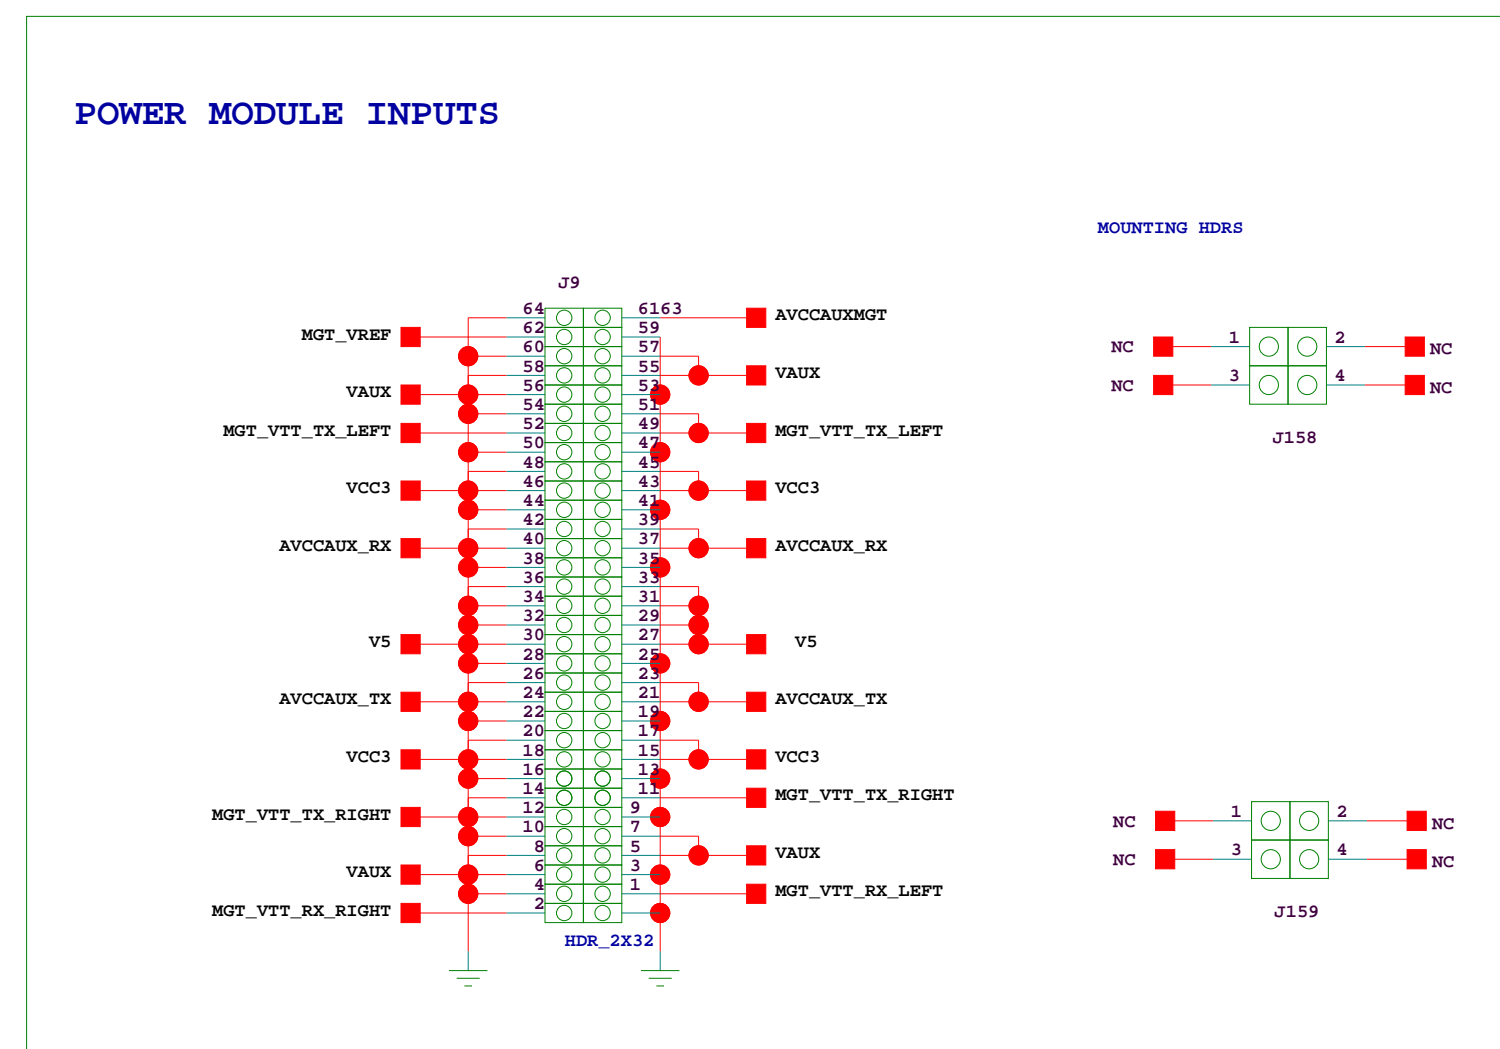 POWER MODULE INPUTS
MOUNTING HDRS
J9
64 6163 AVCCAUXMGT
MGT_VREF 62 59
60 57
58 55 VAUX
VAUX 56 53
54 51
MGT_VTT_TX_LEFT 52 49 MGT_VTT_TX_LEFT
50 47
48 45
VCC3 46 43 VCC3
44 41
42 39
AVCCAUX_RX 40 37 AVCCAUX_RX
38 35
36 33
34 31
32 29
V5 30 27 V5
28 25
26 23
AVCCAUX_TX 24 21 AVCCAUX_TX
22 19
20 17
VCC3 18 15 VCC3
16 13
14 11 MGT_VTT_TX_RIGHT
MGT_VTT_TX_RIGHT 12 9
10 7
8 5 VAUX
VAUX 6 3
4 1 MGT_VTT_RX_LEFT
MGT_VTT_RX_RIGHT 2
HDR_2X32
NC 1 2 NC
NC 3 4 NC
J158
NC 1 2 NC
NC 3 4 NC
J159